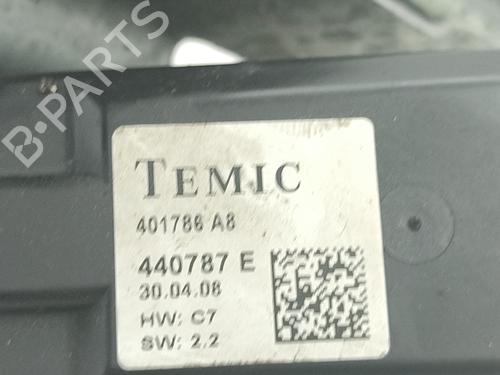 B-PARTS
TEMIC
401786 A8
440787 E
30.04.08
HW: C7
SW: 2.2